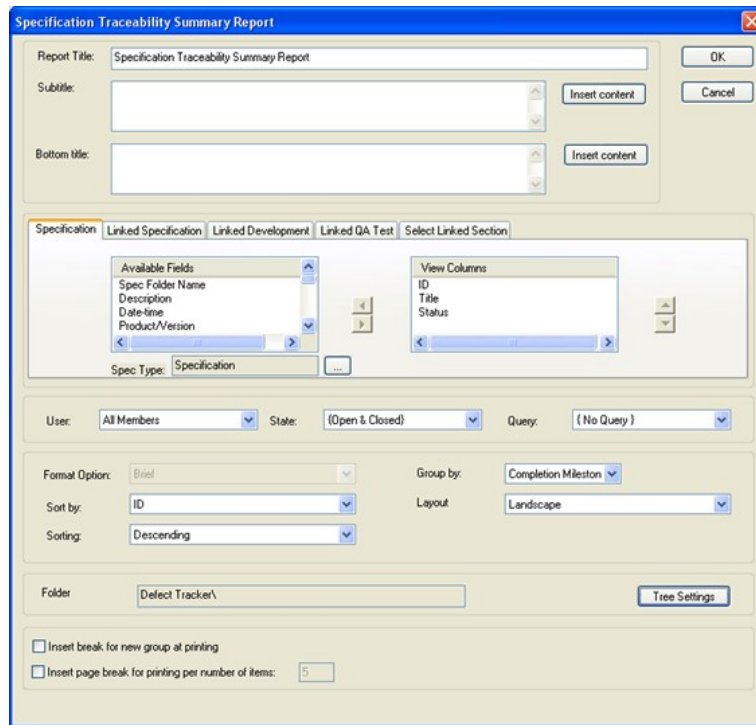 Specification Traceability Summary Report
Report Title: Specification Traceability Summary Report OK
Subtitle: Insert content Cancel
Bottom title: Insert content
Specification Linked Specification Linked Development Linked QA Test Select Linked Section
Available Fields View Columns
Spec Folder Name ID
Description Title
Date-time Status
Product/Version
Spec Type: Specification ...
User: All Members State: {Open & Closed} Query: { No Query }
Format Option: Brief Group by: Completion Mileston
Sort by: ID Layout Landscape
Sorting: Descending
Folder Defect Tracker\ Tree Settings
Insert break for new group at printing
Insert page break for printing per number of items: 5